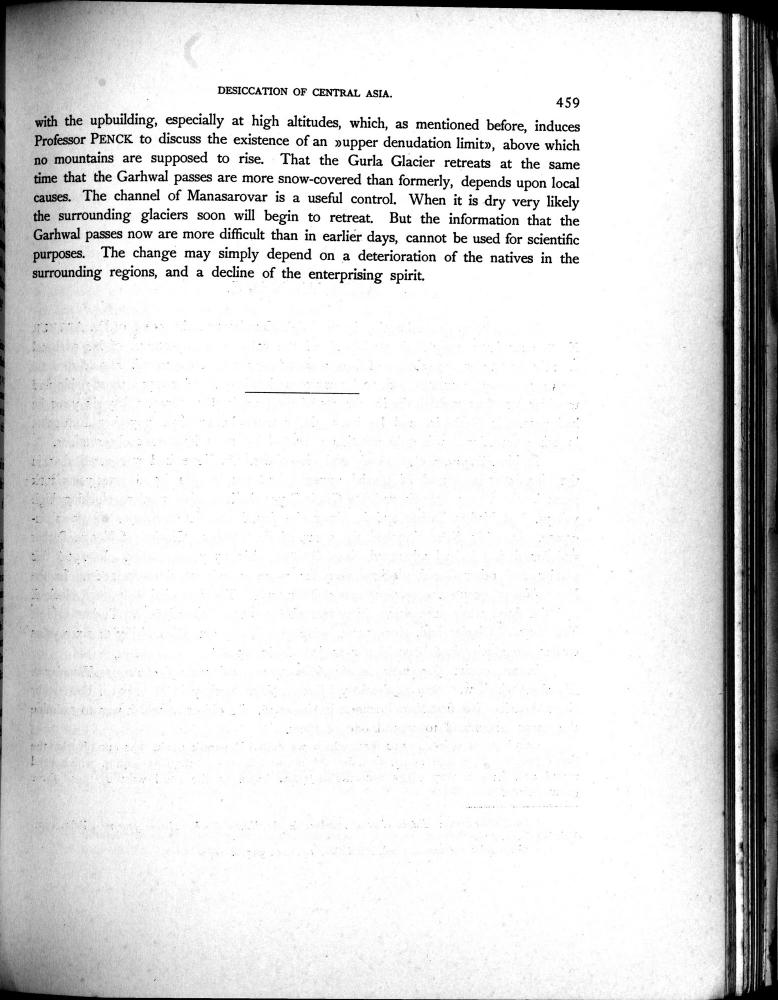 DESICCATION OF CENTRAL ASIA.
459
with the upbuilding, especially at high altitudes, which, as mentioned before, induces
Professor PENCK to discuss the existence of an »upper denudation limit», above which
no mountains are supposed to rise. That the Gurla Glacier retreats at the same
time that the Garhwal passes are more snow-covered than formerly, depends upon local
causes. The channel of Manasarovar is a useful control. When it is dry very likely
the surrounding glaciers soon will begin to retreat. But the information that the
Garhwal passes now are more difficult than in earlier days, cannot be used for scientific
purposes. The change may simply depend on a deterioration of the natives in the
surrounding regions, and a decline of the enterprising spirit.